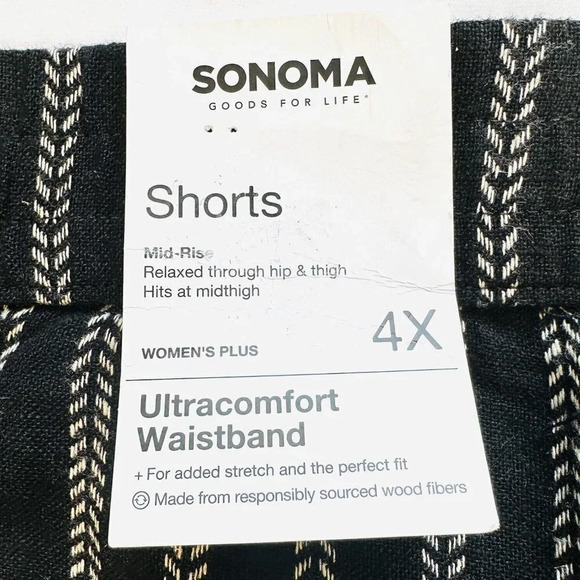 SONOMA
GOODS FOR LIFE®
Shorts
Mid-Rise
Relaxed through hip & thigh
Hits at midthigh
WOMEN'S PLUS 4X
Ultracomfort
Waistband
+ For added stretch and the perfect fit
Made from responsibly sourced wood fibers